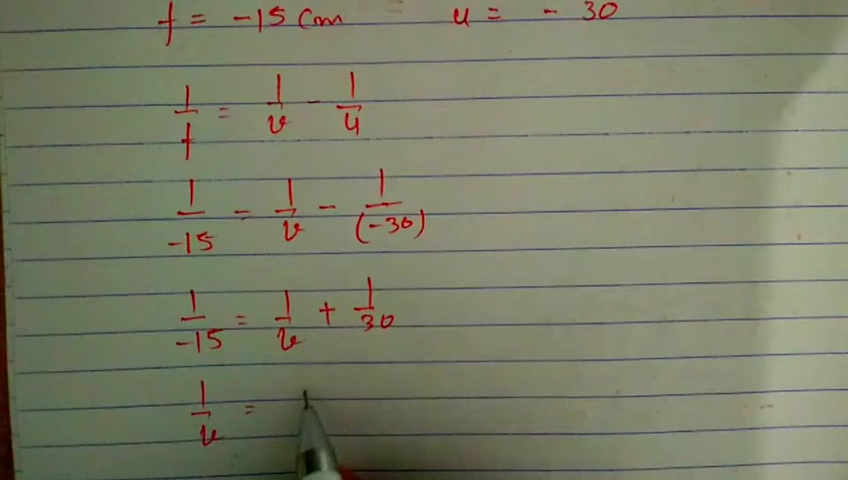 f = -15 cm u = - 30
1/f = 1/v - 1/u
1/-15 = 1/v - 1/(-30)
1/-15 = 1/v + 1/30
1/v =